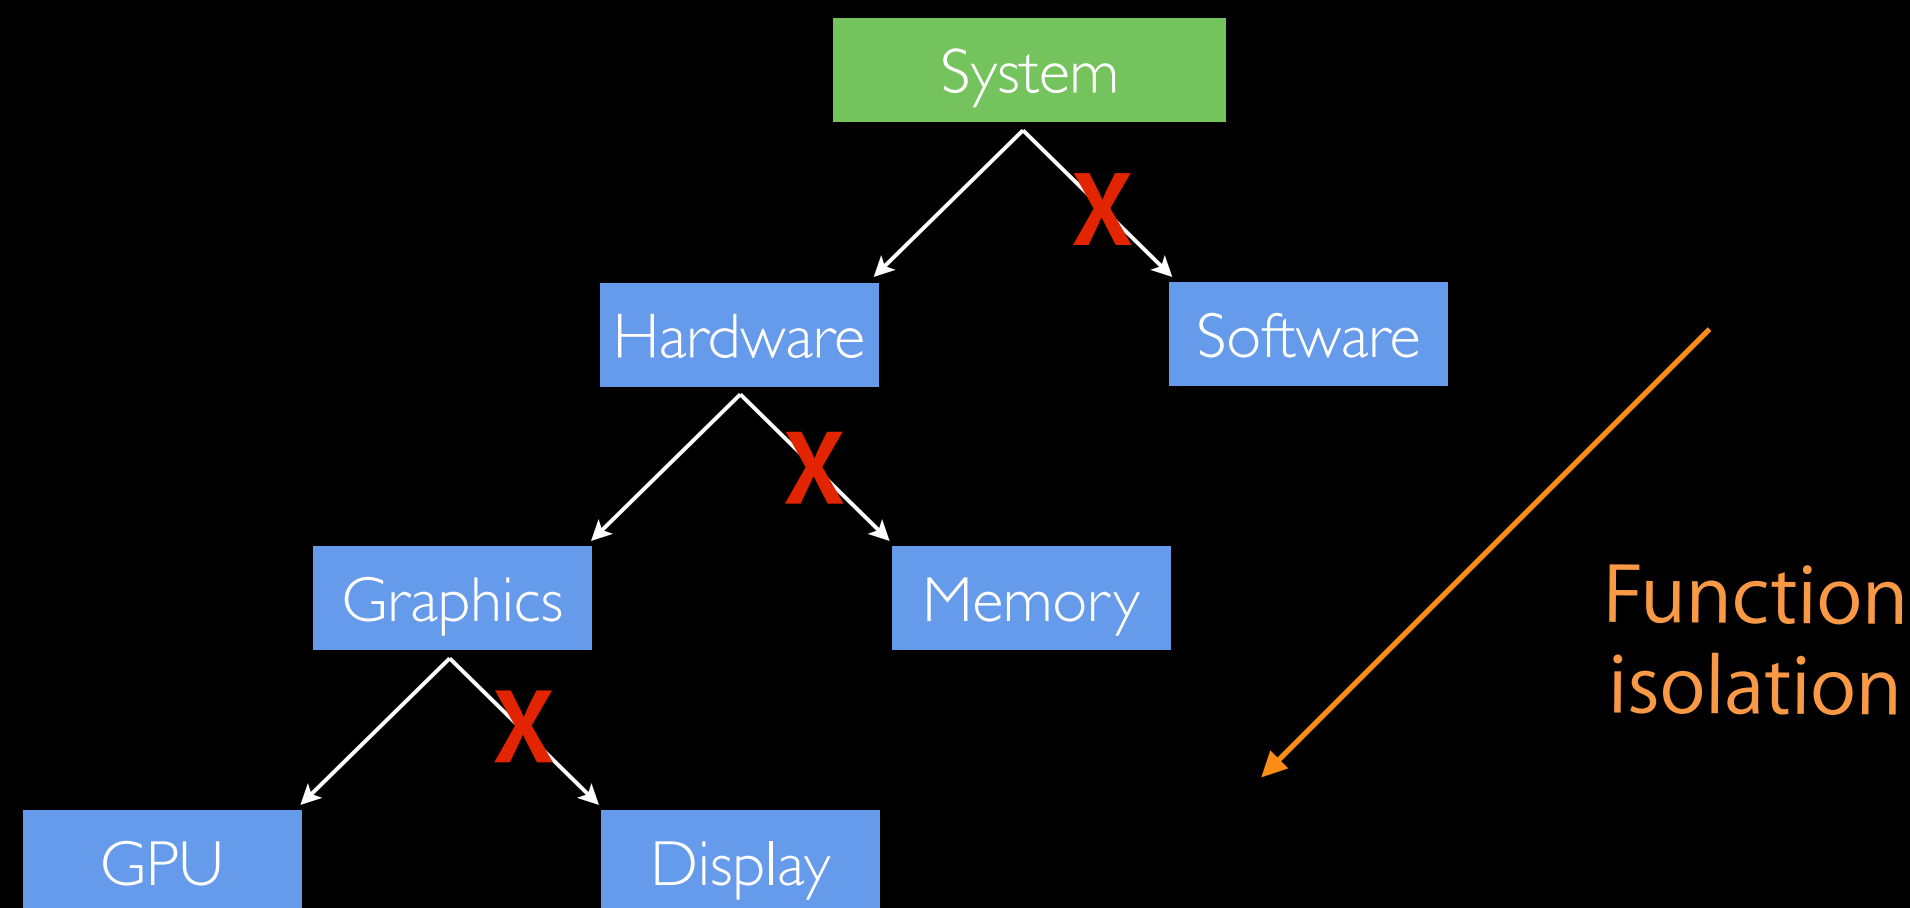 System
X
Hardware
Software
X
Graphics
Memory
Function
isolation
X
GPU
Display